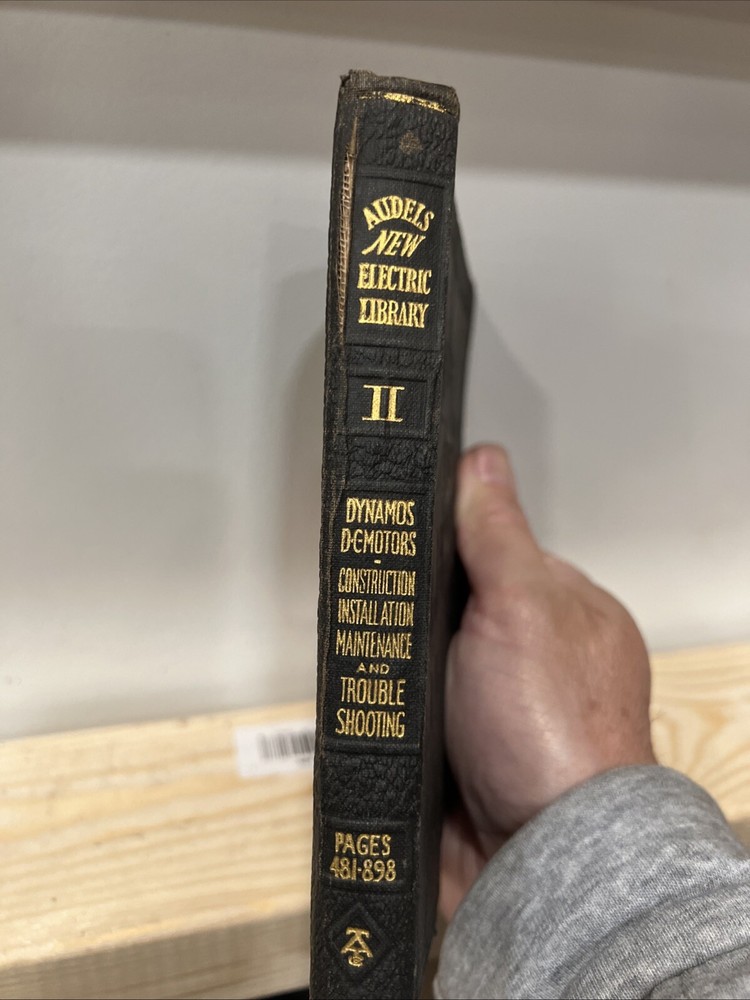 AUDELS
NEW
ELECTRIC
LIBRARY
II
DYNAMOS
D-C MOTORS
-
CONSTRUCTION
INSTALLATION
MAINTENANCE
AND
TROUBLE
SHOOTING
PAGES
481-898